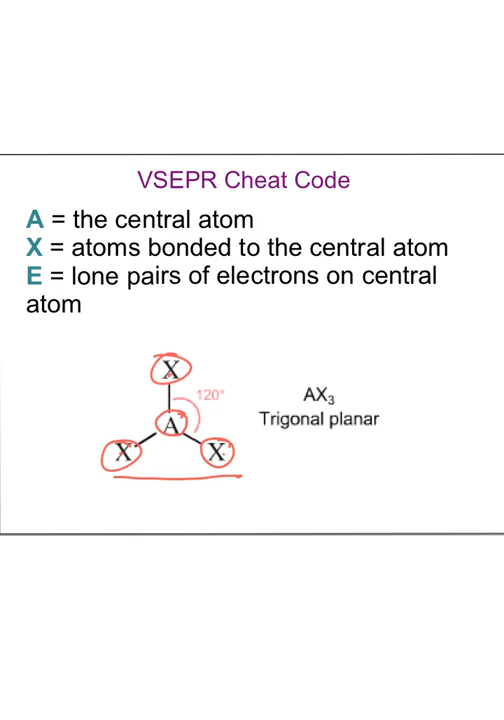 VSEPR Cheat Code
A = the central atom
X = atoms bonded to the central atom
E = lone pairs of electrons on central
atom
X
120°
A
X X
AX₃
Trigonal planar